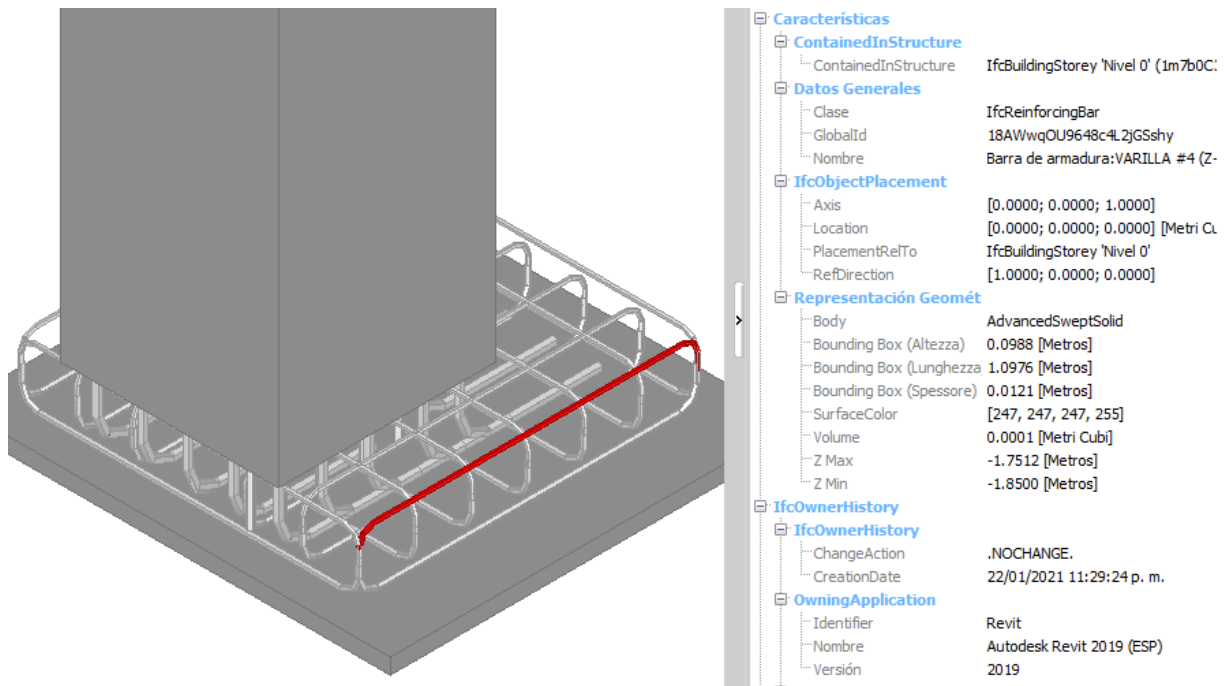 Características
ContainedInStructure
ContainedInStructure IfcBuildingStorey 'Nivel 0' (1m7b0C
Datos Generales
Clase IfcReinforcingBar
GlobalId 18AWwqOU9648c4L2jGSshy
Nombre Barra de armadura:VARILLA #4 (Z-
IfcObjectPlacement
Axis [0.0000; 0.0000; 1.0000]
Location [0.0000; 0.0000; 0.0000] [Metri Cu
PlacementRelTo IfcBuildingStorey 'Nivel 0'
RefDirection [1.0000; 0.0000; 0.0000]
Representación Geomét
Body AdvancedSweptSolid
Bounding Box (Altezza) 0.0988 [Metros]
Bounding Box (Lunghezza 1.0976 [Metros]
Bounding Box (Spessore) 0.0121 [Metros]
SurfaceColor [247, 247, 247, 255]
Volume 0.0001 [Metri Cubi]
Z Max -1.7512 [Metros]
Z Min -1.8500 [Metros]
IfcOwnerHistory
IfcOwnerHistory
ChangeAction .NOCHANGE.
CreationDate 22/01/2021 11:29:24 p. m.
OwningApplication
Identifier Revit
Nombre Autodesk Revit 2019 (ESP)
Versión 2019